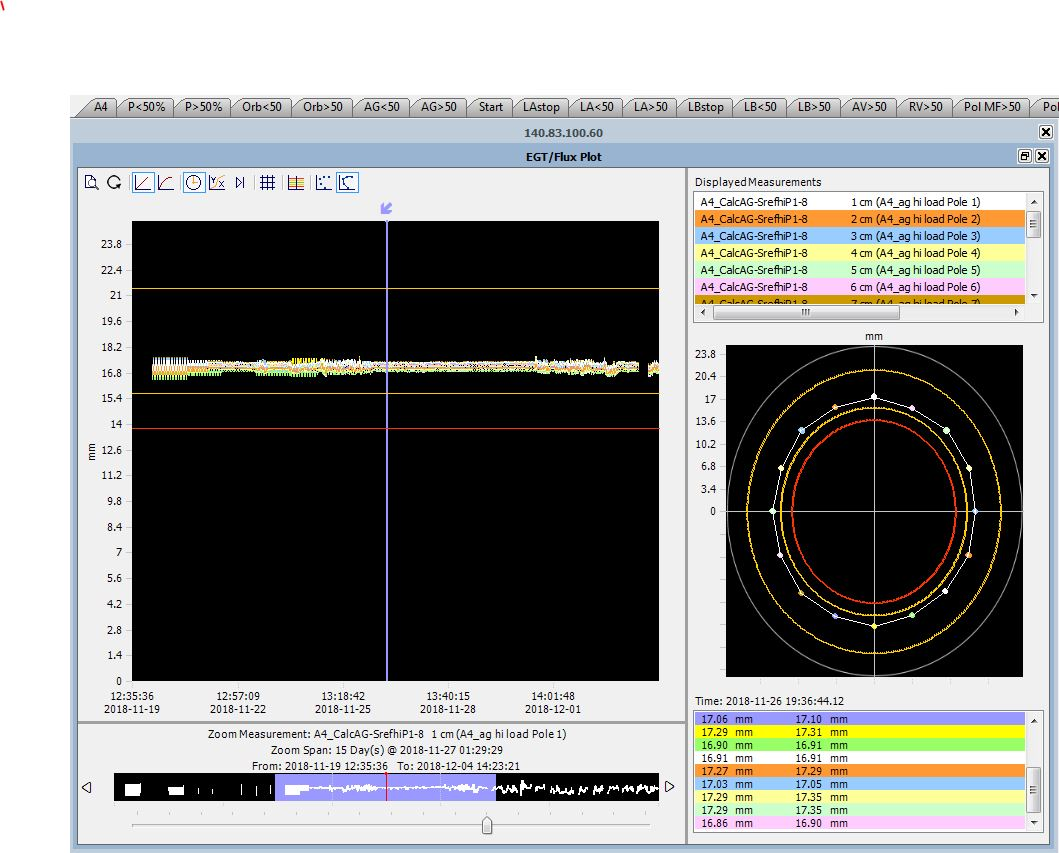 A4 P<50% P>50% Orb<50 Orb>50 AG<50 AG>50 Start LAstop LA<50 LA>50 LBstop LB<50 LB>50 AV>50 RV>50 Pol MF>50 Pol
140.83.100.60
EGT/Flux Plot
Displayed Measurements
A4_CalcAG-SrefhiP1-8 1 cm (A4_ag hi load Pole 1)
A4_CalcAG-SrefhiP1-8 2 cm (A4_ag hi load Pole 2)
A4_CalcAG-SrefhiP1-8 3 cm (A4_ag hi load Pole 3)
A4_CalcAG-SrefhiP1-8 4 cm (A4_ag hi load Pole 4)
A4_CalcAG-SrefhiP1-8 5 cm (A4_ag hi load Pole 5)
A4_CalcAG-SrefhiP1-8 6 cm (A4_ag hi load Pole 6)
A4_CalcAG-SrefhiP1-8 7 cm (A4_ag hi load Pole 7)
23.8
22.4
21
19.6
18.2
16.8
15.4
14
12.6
11.2
9.8
8.4
7
5.6
4.2
2.8
1.4
0
mm
12:35:36 12:57:09 13:18:42 13:40:15 14:01:48
2018-11-19 2018-11-22 2018-11-25 2018-11-28 2018-12-01
mm
23.8
20.4
17
13.6
10.2
6.8
3.4
0
Time: 2018-11-26 19:36:44.12
17.06 mm 17.10 mm
17.29 mm 17.31 mm
16.90 mm 16.91 mm
16.91 mm 16.91 mm
17.27 mm 17.29 mm
17.03 mm 17.05 mm
17.29 mm 17.35 mm
17.29 mm 17.35 mm
16.86 mm 16.90 mm
Zoom Measurement: A4_CalcAG-SrefhiP1-8 1 cm (A4_ag hi load Pole 1)
Zoom Span: 15 Day(s) @ 2018-11-27 01:29:29
From: 2018-11-19 12:35:36 To: 2018-12-04 14:23:21